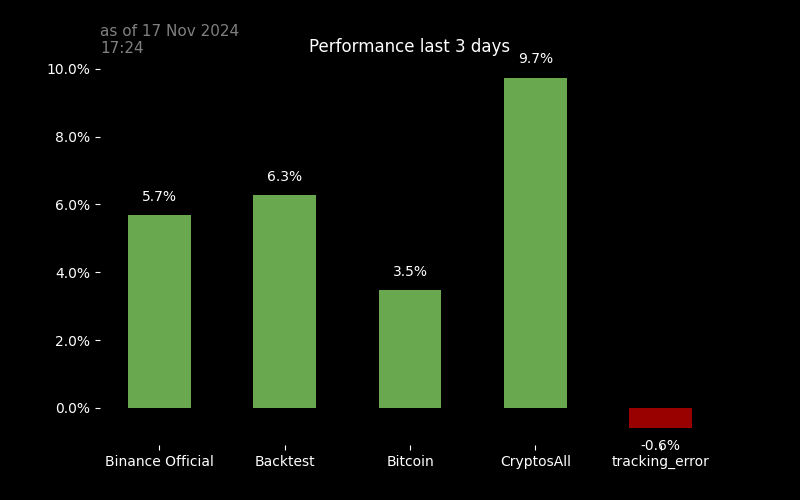 as of 17 Nov 2024
17:24
Performance last 3 days
10.0%
8.0%
6.0%
4.0%
2.0%
0.0%
5.7%
6.3%
3.5%
9.7%
-0.6%
Binance Official
Backtest
Bitcoin
CryptosAll
tracking_error